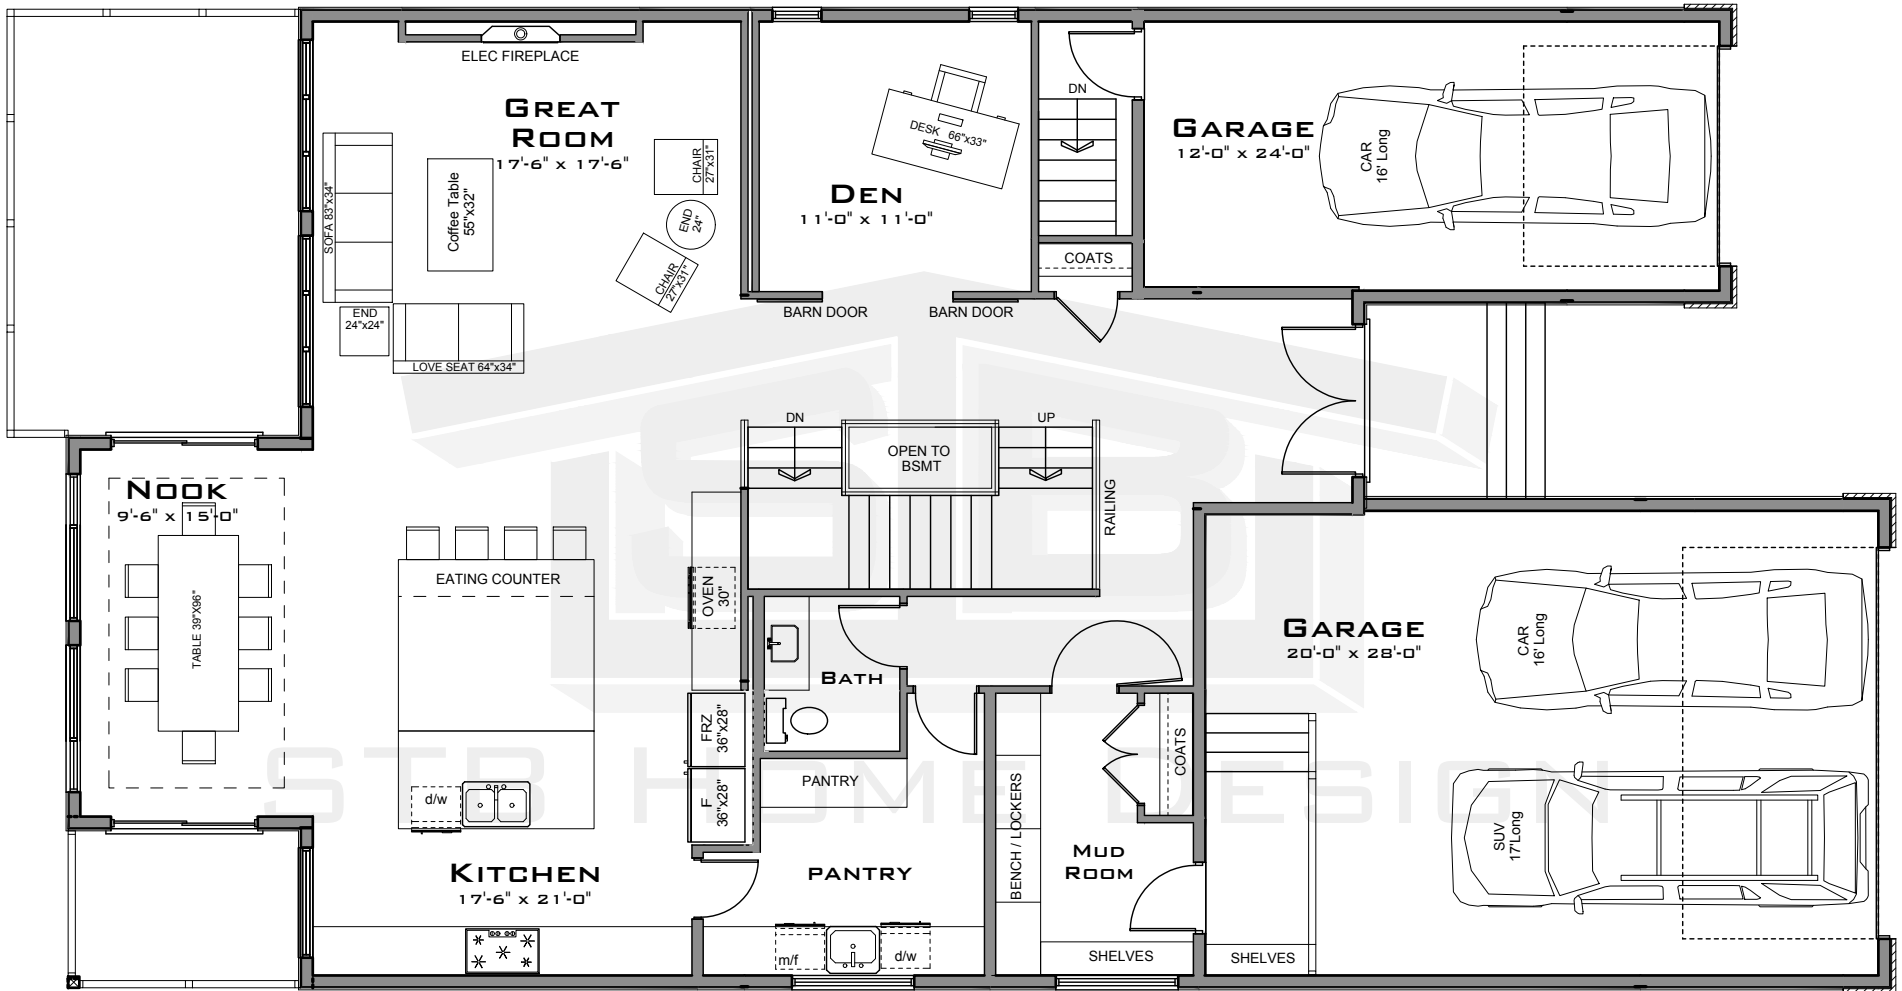 ELEC FIREPLACE
GREAT
ROOM
17'-6" x 17'-6"
SOFA 83"x34"
Coffee Table
55"x32"
CHAIR
27"x31"
END
24"
CHAIR
27"x31"
END
24"x24"
LOVE SEAT 64"x34"
DESK 66"x33"
DEN
11'-0" x 11'-0"
BARN DOOR
BARN DOOR
DN
COATS
GARAGE
12'-0" x 24'-0"
CAR
16' Long
DN
OPEN TO
BSMT
UP
RAILING
NOOK
9'-6" x 15'-0"
TABLE 39"X96"
EATING COUNTER
d/w
KITCHEN
17'-6" x 21'-0"
OVEN
30"
FRZ
36"x28"
F
36"x28"
BATH
PANTRY
PANTRY
m/f
d/w
BENCH / LOCKERS
COATS
MUD
ROOM
SHELVES
SHELVES
GARAGE
20'-0" x 28'-0"
CAR
16' Long
SUV
17'Long
STB
STB HOME DESIGN